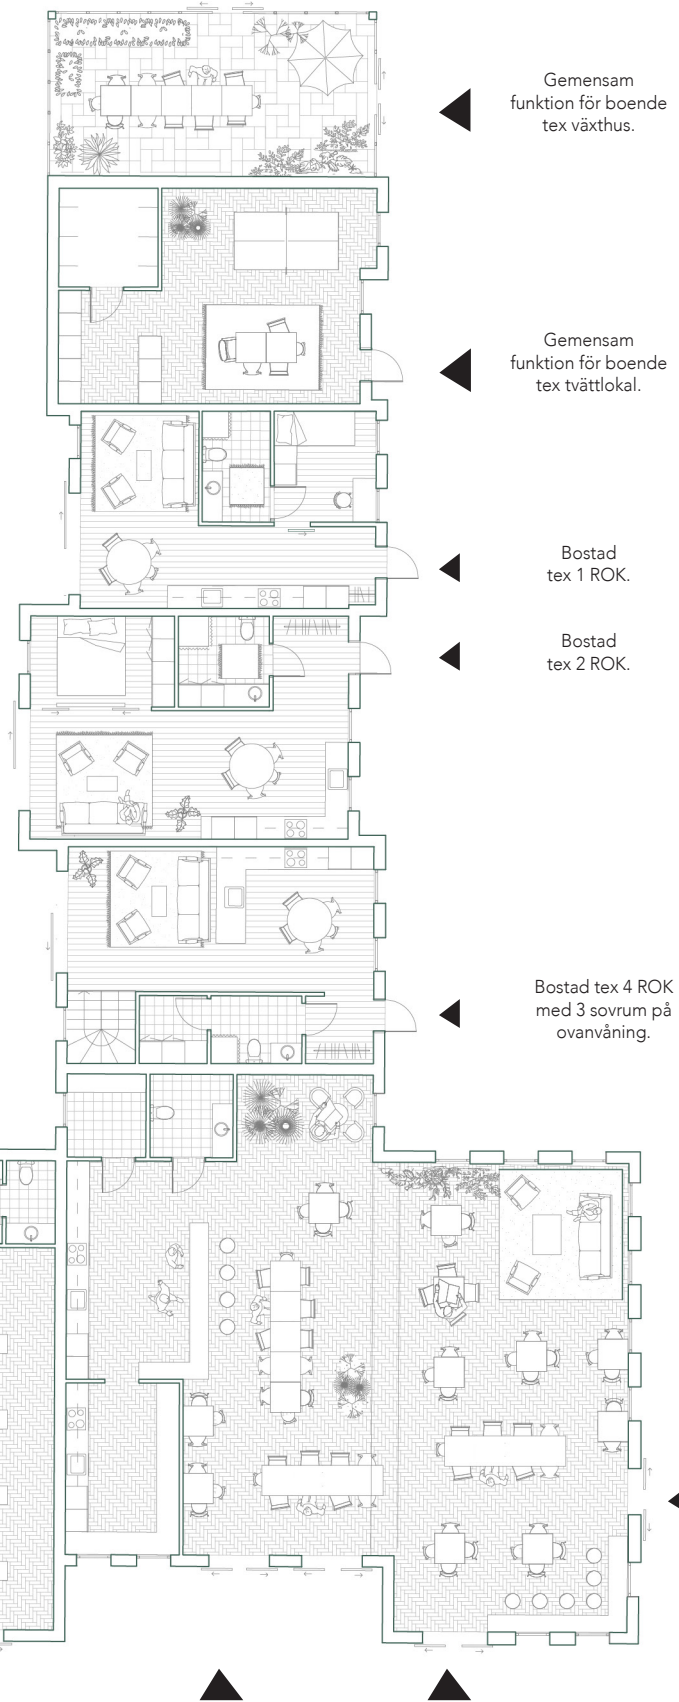 Gemensam
funktion för boende
tex växthus.
Gemensam
funktion för boende
tex tvättlokal.
Bostad
tex 1 ROK.
Bostad
tex 2 ROK.
Bostad tex 4 ROK
med 3 sovrum på
ovanvåning.